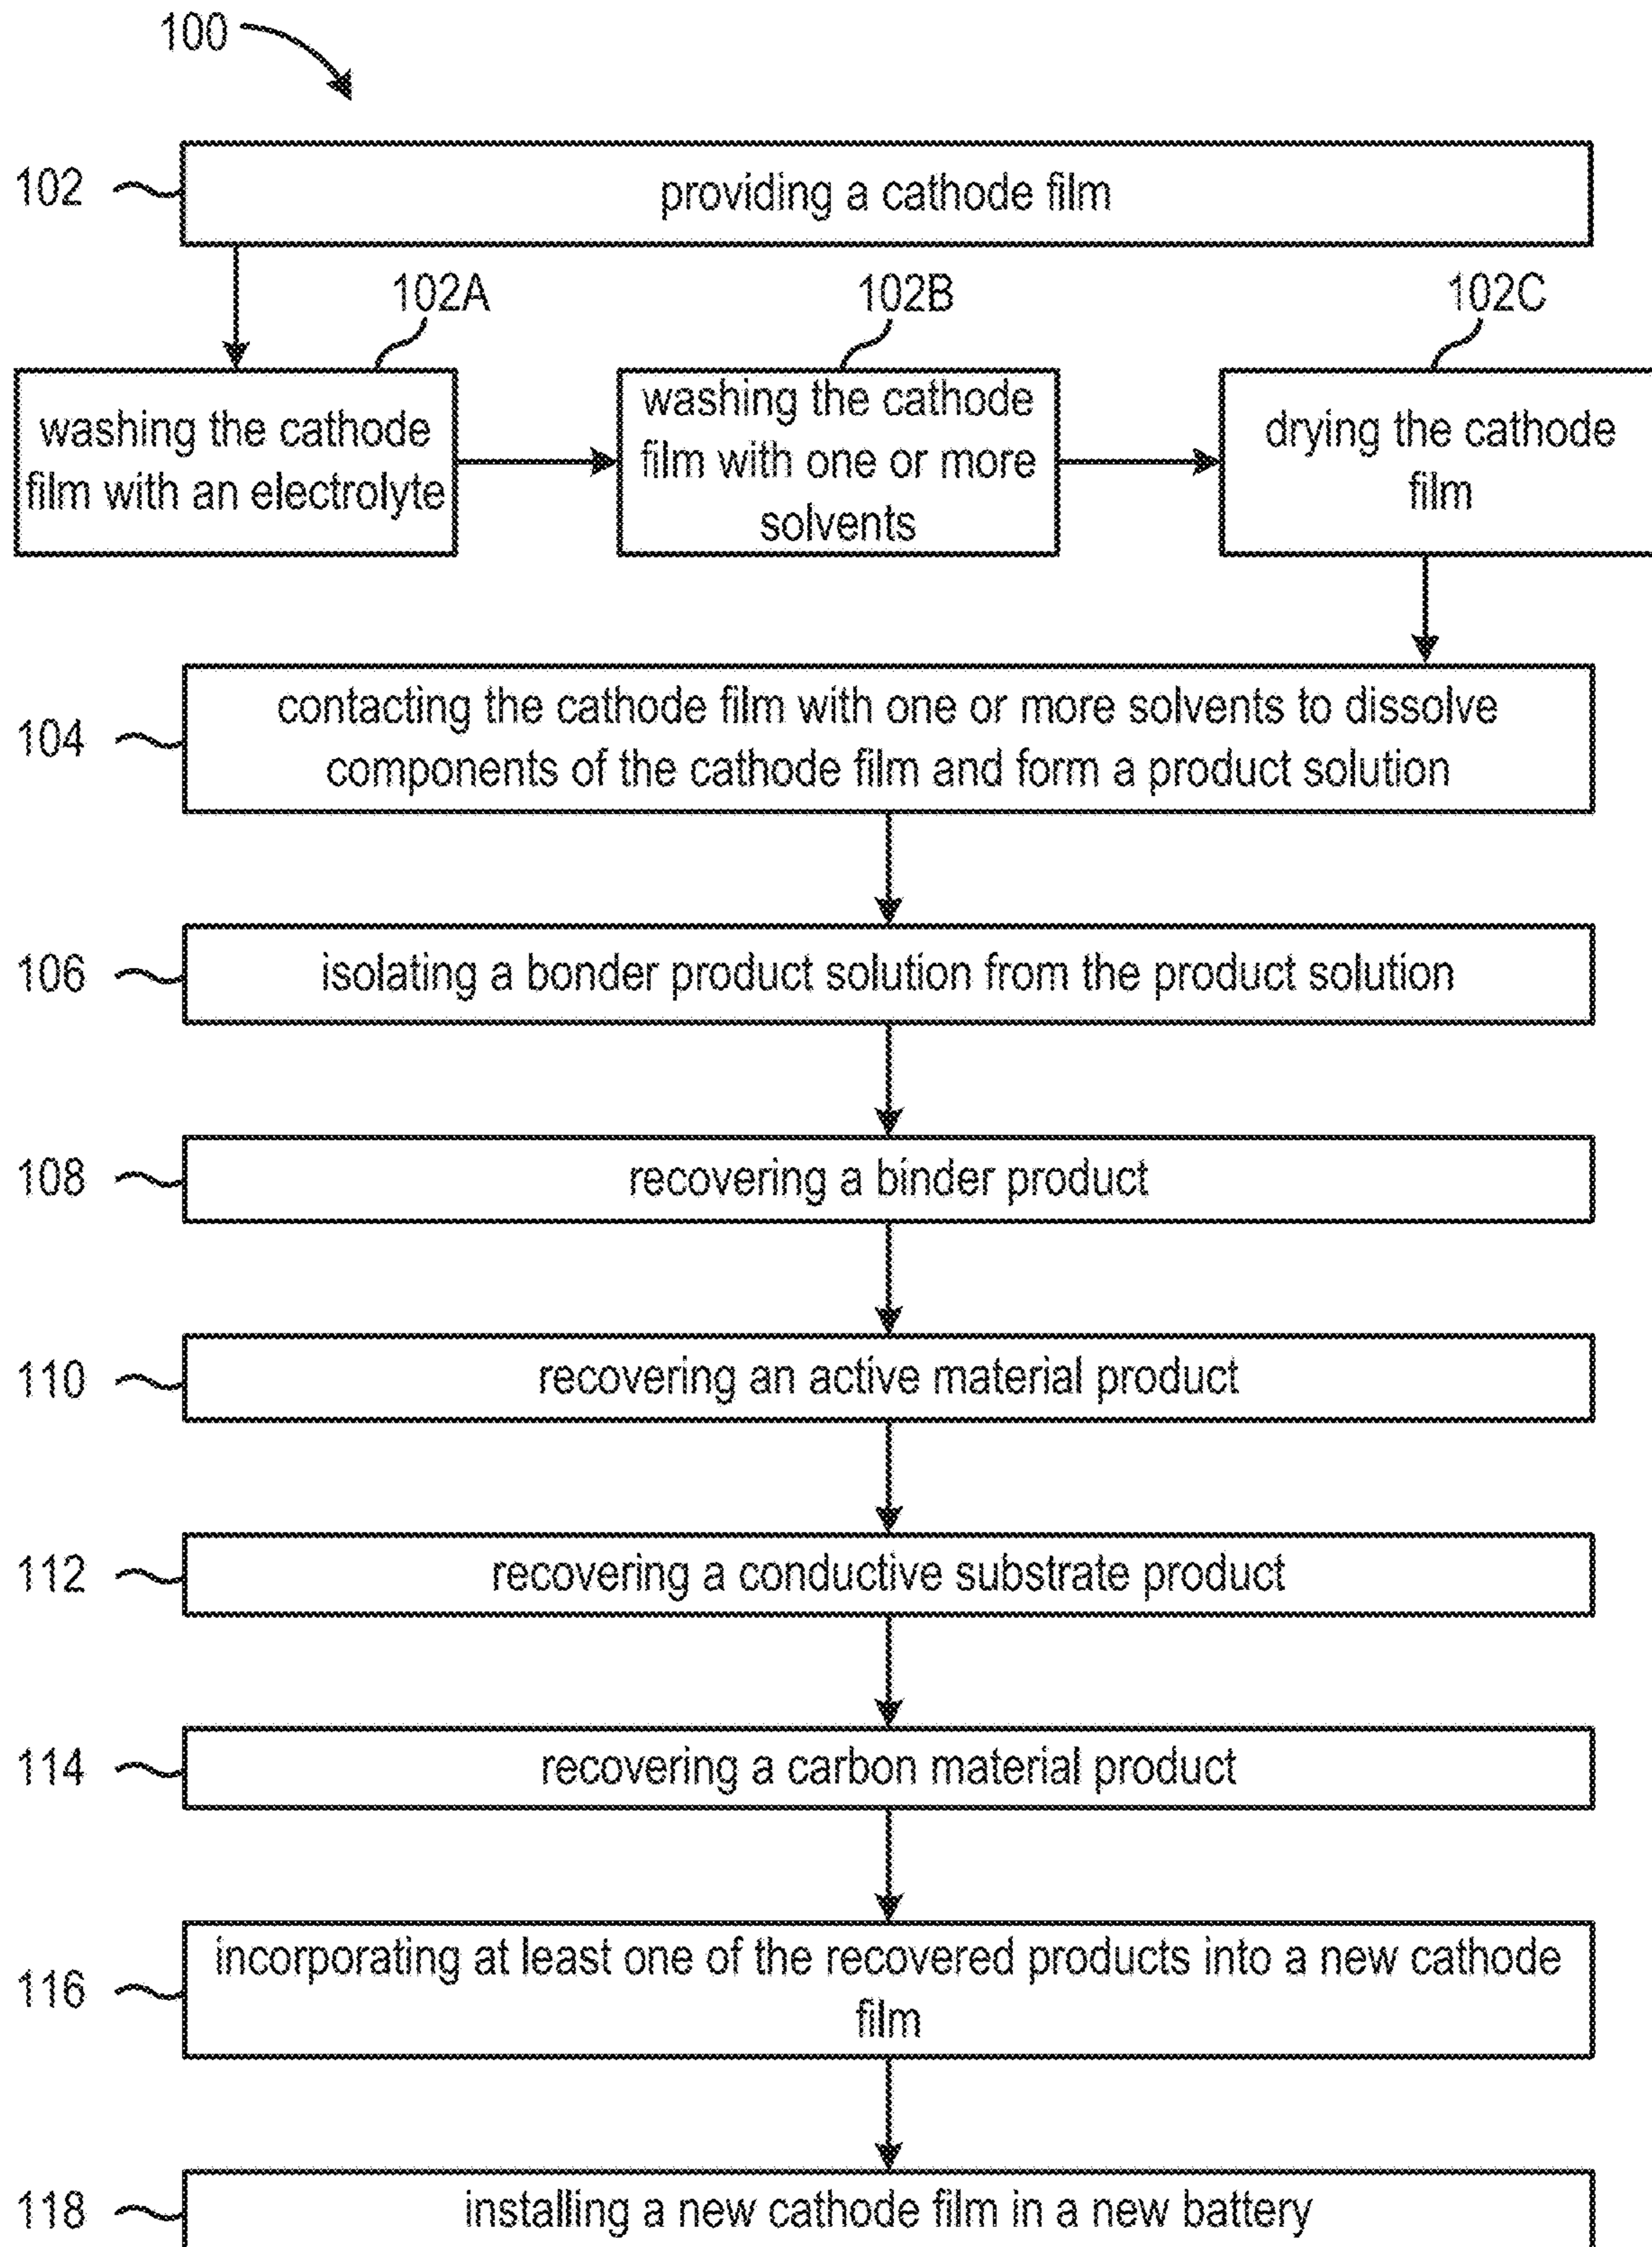 100
102
providing a cathode film
102A
102B
102C
washing the cathode
film with an electrolyte
washing the cathode
film with one or more
solvents
drying the cathode
film
104
contacting the cathode film with one or more solvents to dissolve
components of the cathode film and form a product solution
106
isolating a bonder product solution from the product solution
108
recovering a binder product
110
recovering an active material product
112
recovering a conductive substrate product
114
recovering a carbon material product
116
incorporating at least one of the recovered products into a new cathode
film
118
installing a new cathode film in a new battery